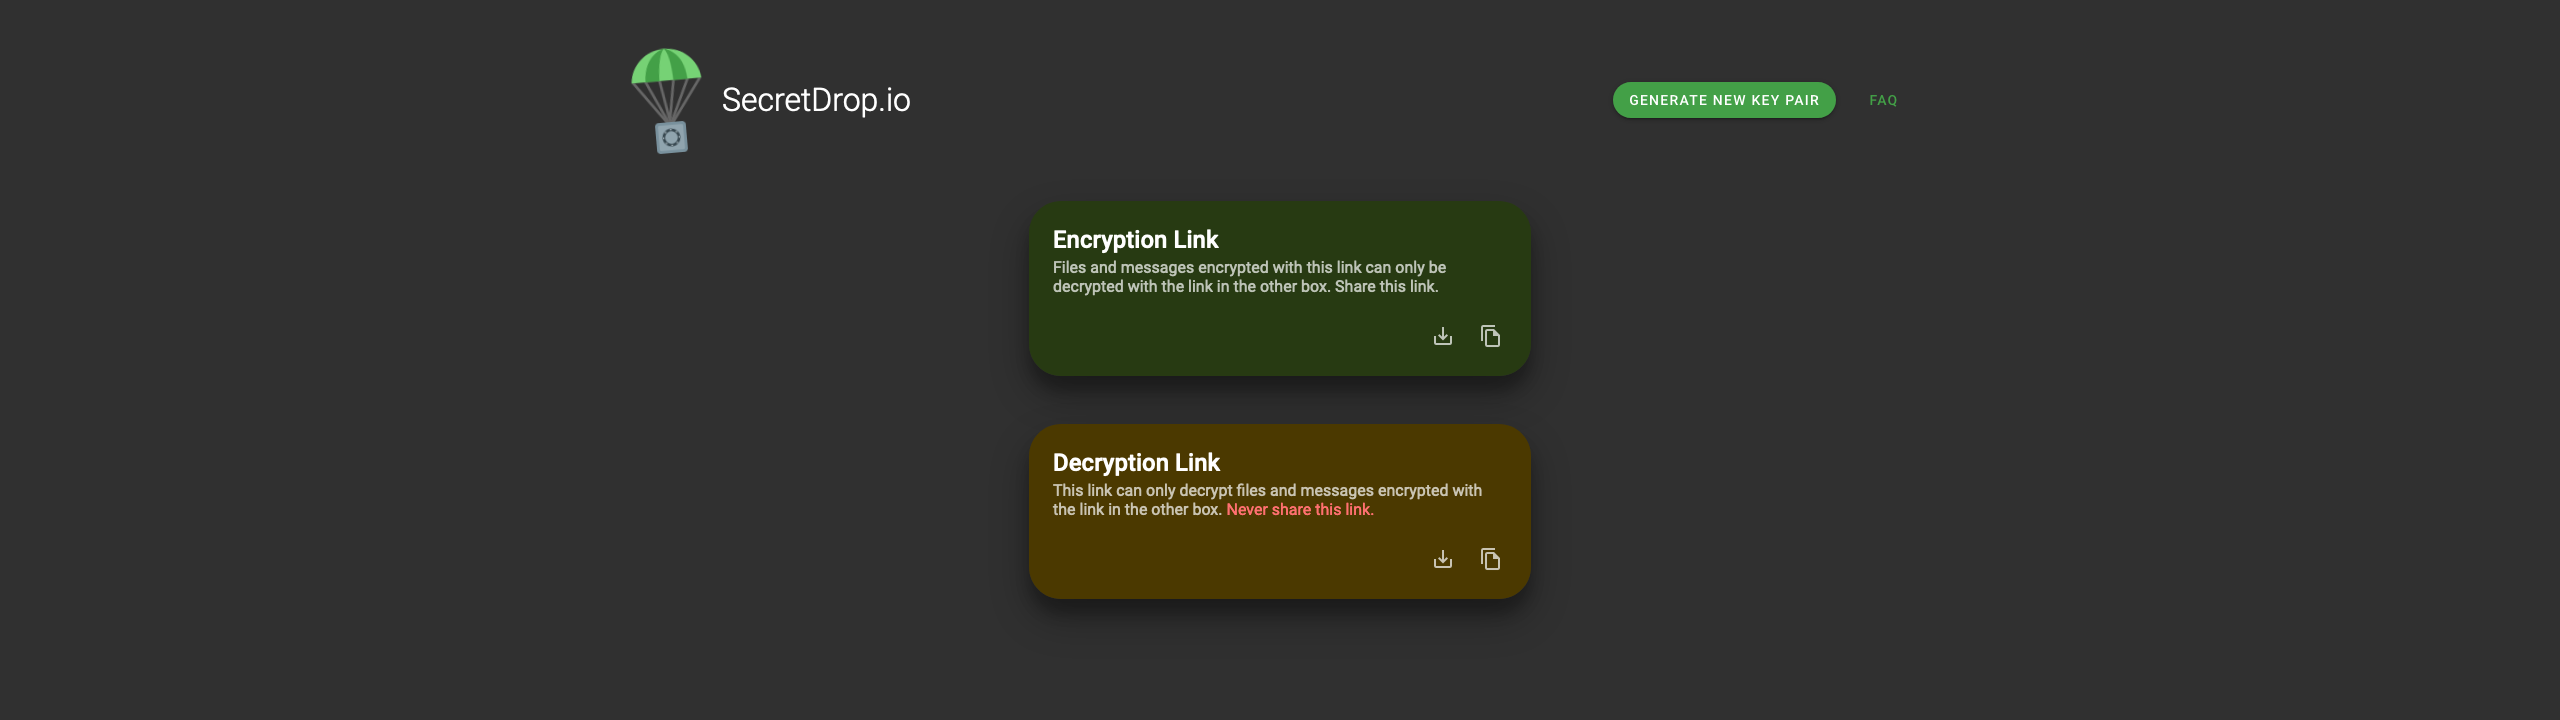 SecretDrop.io
GENERATE NEW KEY PAIR
FAQ
Encryption Link
Files and messages encrypted with this link can only be
decrypted with the link in the other box. Share this link.
Decryption Link
This link can only decrypt files and messages encrypted with
the link in the other box. Never share this link.